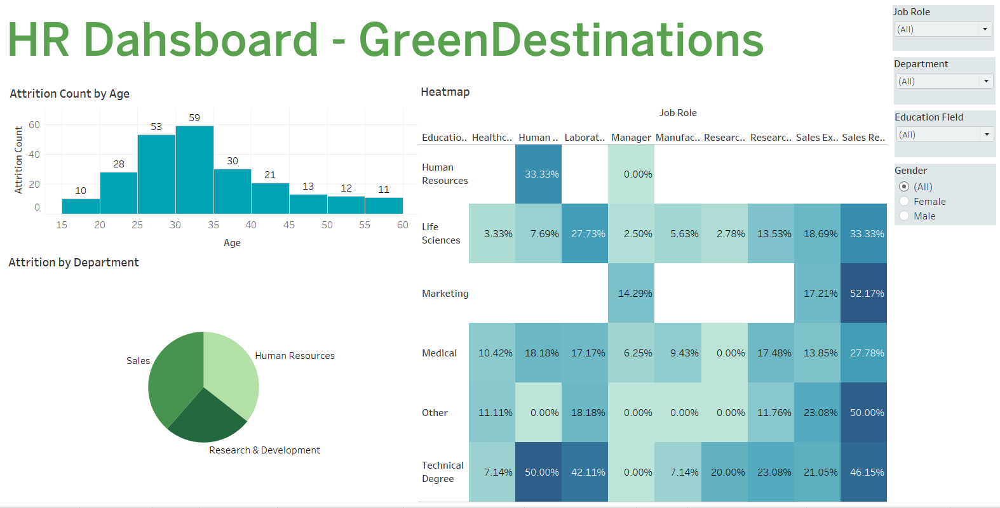 HR Dahsboard - GreenDestinations
Job Role
(All)
Department
(All)
Education Field
(All)
Gender
(All)
Female
Male
Attrition Count by Age
Attrition Count
60
40
20
0
10
28
53
59
30
21
13
12
11
15 20 25 30 35 40 45 50 55 60
Age
Attrition by Department
Sales
Human Resources
Research & Development
Heatmap
Job Role
Educatio.. Healthc.. Human .. Laborat.. Manager Manufac.. Researc.. Researc.. Sales Ex.. Sales Re..
Human
Resources
33.33% 0.00%
Life
Sciences
3.33% 7.69% 27.73% 2.50% 5.63% 2.78% 13.53% 18.69% 33.33%
Marketing 14.29% 17.21% 52.17%
Medical 10.42% 18.18% 17.17% 6.25% 9.43% 0.00% 17.48% 13.85% 27.78%
Other 11.11% 0.00% 18.18% 0.00% 0.00% 0.00% 11.76% 23.08% 50.00%
Technical
Degree
7.14% 50.00% 42.11% 0.00% 7.14% 20.00% 23.08% 21.05% 46.15%